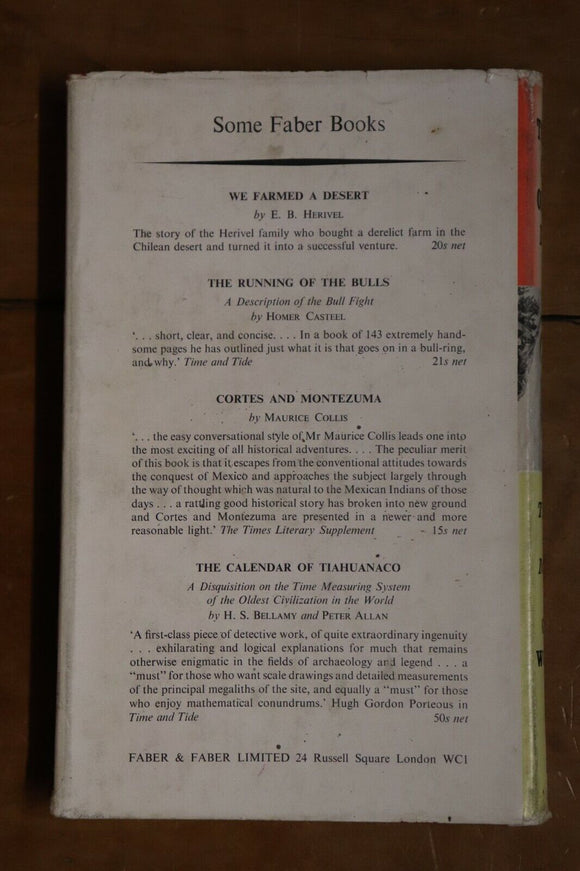 Some Faber Books
WE FARMED A DESERT
by E. B. HERIVEL
The story of the Herivel family who bought a derelict farm in the
Chilean desert and turned it into a successful venture. 20s net
THE RUNNING OF THE BULLS
A Description of the Bull Fight
by HOMER CASTEEL
‘. . . short, clear, and concise. . . . In a book of 143 extremely hand-
some pages he has outlined just what it is that goes on in a bull-ring,
and why.’ Time and Tide 21s net
CORTES AND MONTEZUMA
by MAURICE COLLIS
‘. . . the easy conversational style of Mr Maurice Collis leads one into
the most exciting of all historical adventures. . . . The peculiar merit
of this book is that it escapes from the conventional attitudes towards
the conquest of Mexico and approaches the subject largely through
the way of thought which was natural to the Mexican Indians of those
days . . . a rattling good historical story has broken into new ground
and Cortes and Montezuma are presented in a newer and more
reasonable light.’ The Times Literary Supplement 15s net
THE CALENDAR OF TIAHUANACO
A Disquisition on the Time Measuring System
of the Oldest Civilization in the World
by H. S. BELLAMY and PETER ALLAN
‘A first-class piece of detective work, of quite extraordinary ingenuity
. . . exhilarating and logical explanations for much that remains
otherwise enigmatic in the fields of archaeology and legend . . . a
“must” for those who want scale drawings and detailed measurements
of the principal megaliths of the site, and equally a “must” for those
who enjoy mathematical conundrums.’ Hugh Gordon Porteous in
Time and Tide 50s net
FABER & FABER LIMITED 24 Russell Square London WC1